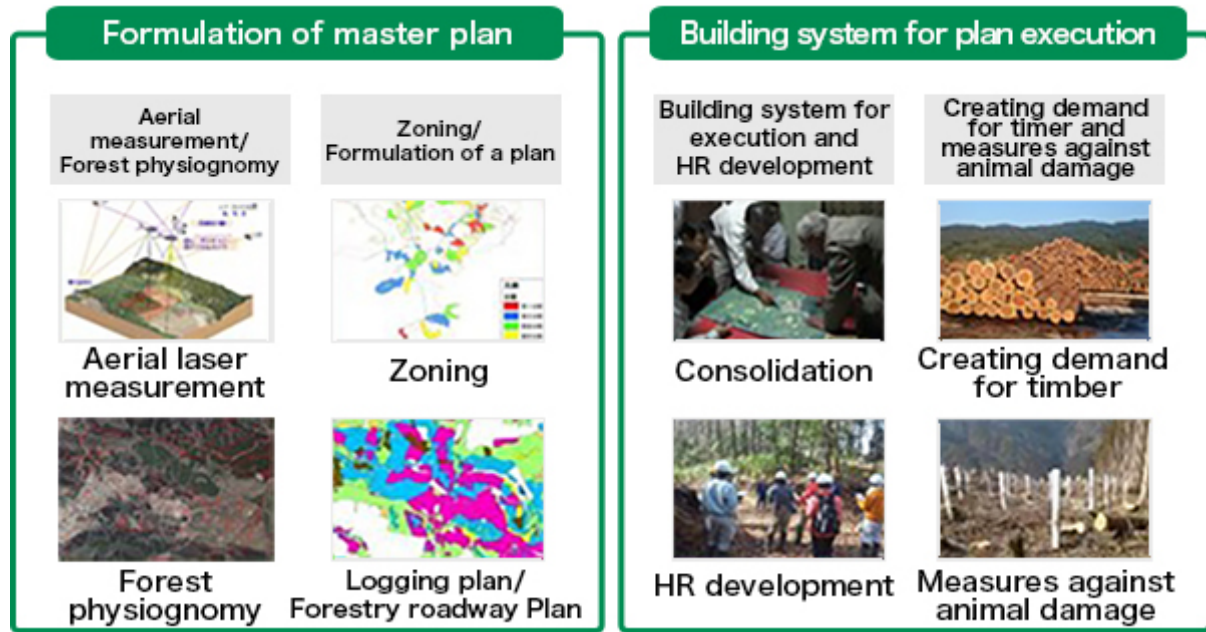 Formulation of master plan
Aerial
measurement/
Forest physiognomy
Zoning/
Formulation of a plan
Aerial laser
measurement
Zoning
Forest
physiognomy
Logging plan/
Forestry roadway Plan
Building system for plan execution
Building system for
execution and
HR development
Creating demand
for timer and
measures against
animal damage
Consolidation
Creating demand
for timber
HR development
Measures against
animal damage